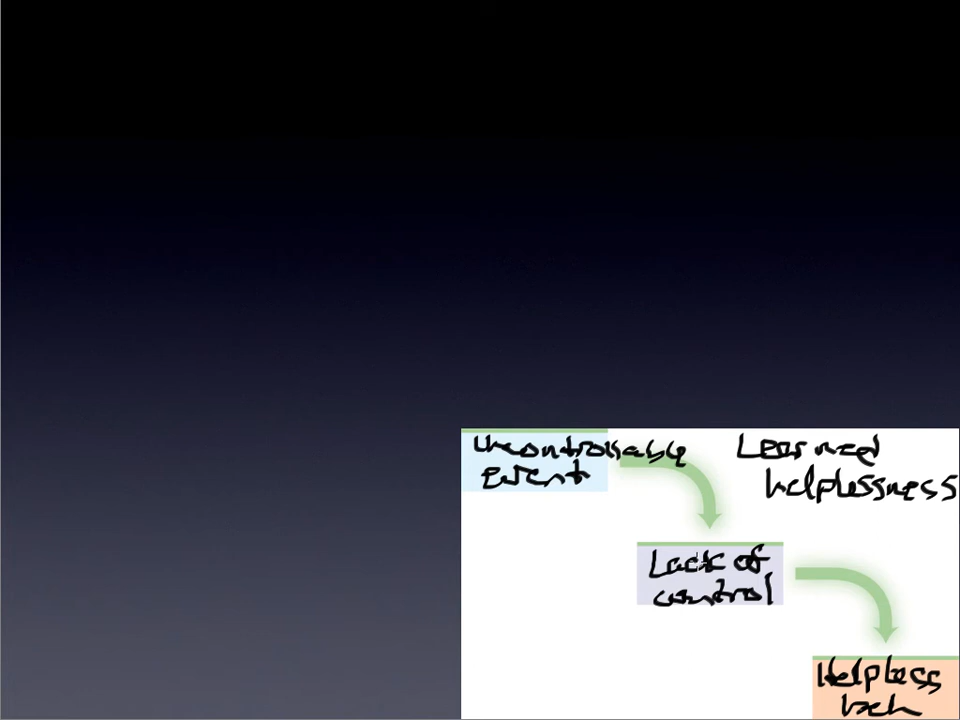 uncontrollable
event
Learned
helplessness
Lack of
control
Helpless
beh